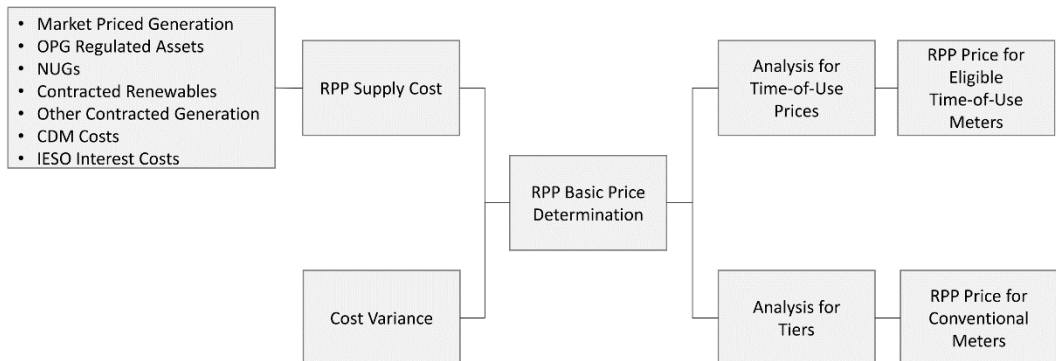 • Market Priced Generation
• OPG Regulated Assets
• NUGs
• Contracted Renewables
• Other Contracted Generation
• CDM Costs
• IESO Interest Costs
RPP Supply Cost
Cost Variance
RPP Basic Price
Determination
Analysis for
Time-of-Use
Prices
RPP Price for
Eligible
Time-of-Use
Meters
Analysis for
Tiers
RPP Price for
Conventional
Meters